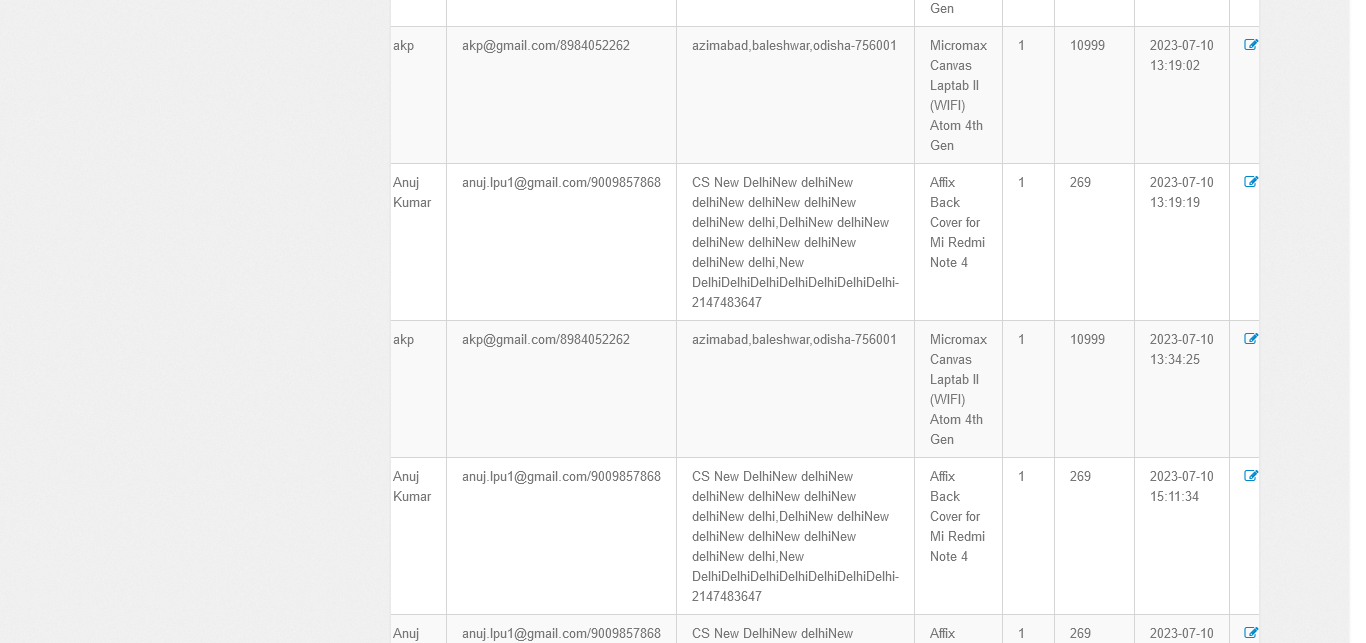 Gen
akp akp@gmail.com/8984052262 azimabad,baleshwar,odisha-756001 Micromax 1 10999 2023-07-10
Canvas 13:19:02
Laptab II
(WIFI)
Atom 4th
Gen
Anuj anuj.lpu1@gmail.com/9009857868 CS New DelhiNew delhiNew Affix 1 269 2023-07-10
Kumar delhiNew delhiNew delhiNew Back 13:19:19
delhiNew delhi,DelhiNew delhiNew Cover for
delhiNew delhiNew delhiNew Mi Redmi
delhiNew delhi,New Note 4
DelhiDelhiDelhiDelhiDelhiDelhiDelhi-
2147483647
akp akp@gmail.com/8984052262 azimabad,baleshwar,odisha-756001 Micromax 1 10999 2023-07-10
Canvas 13:34:25
Laptab II
(WIFI)
Atom 4th
Gen
Anuj anuj.lpu1@gmail.com/9009857868 CS New DelhiNew delhiNew Affix 1 269 2023-07-10
Kumar delhiNew delhiNew delhiNew Back 15:11:34
delhiNew delhi,DelhiNew delhiNew Cover for
delhiNew delhiNew delhiNew Mi Redmi
delhiNew delhi,New Note 4
DelhiDelhiDelhiDelhiDelhiDelhiDelhi-
2147483647
Anuj anuj.lpu1@gmail.com/9009857868 CS New DelhiNew delhiNew Affix 1 269 2023-07-10